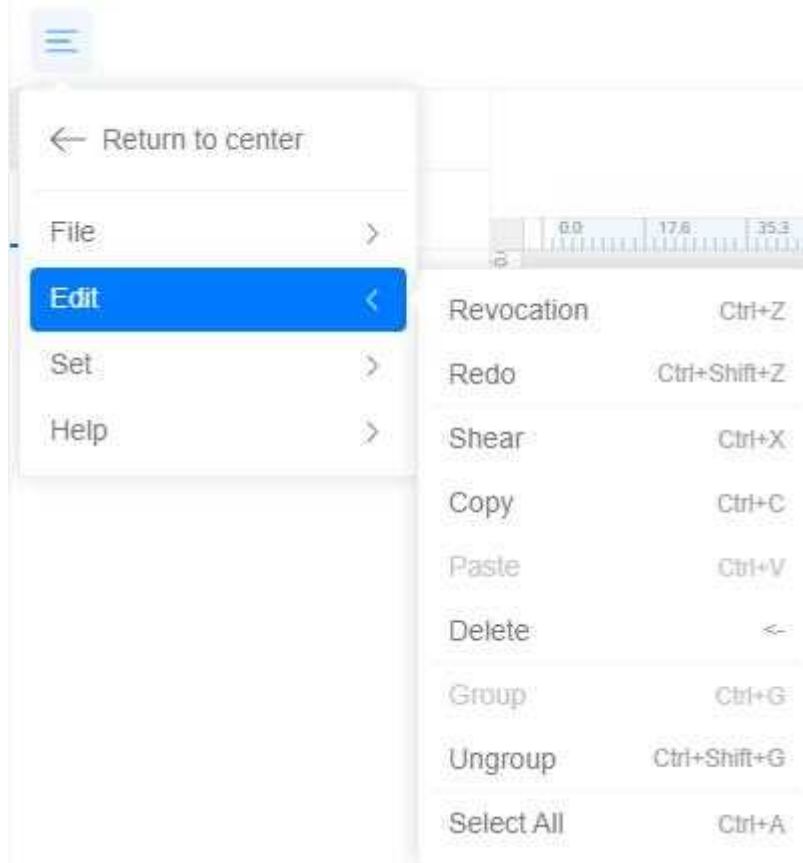 ← Return to center
File >
Edit <
Set >
Help >
0.0 17.6 35.3
Revocation Ctrl+Z
Redo Ctrl+Shift+Z
Shear Ctrl+X
Copy Ctrl+C
Paste Ctrl+V
Delete <-
Group Ctrl+G
Ungroup Ctrl+Shift+G
Select All Ctrl+A